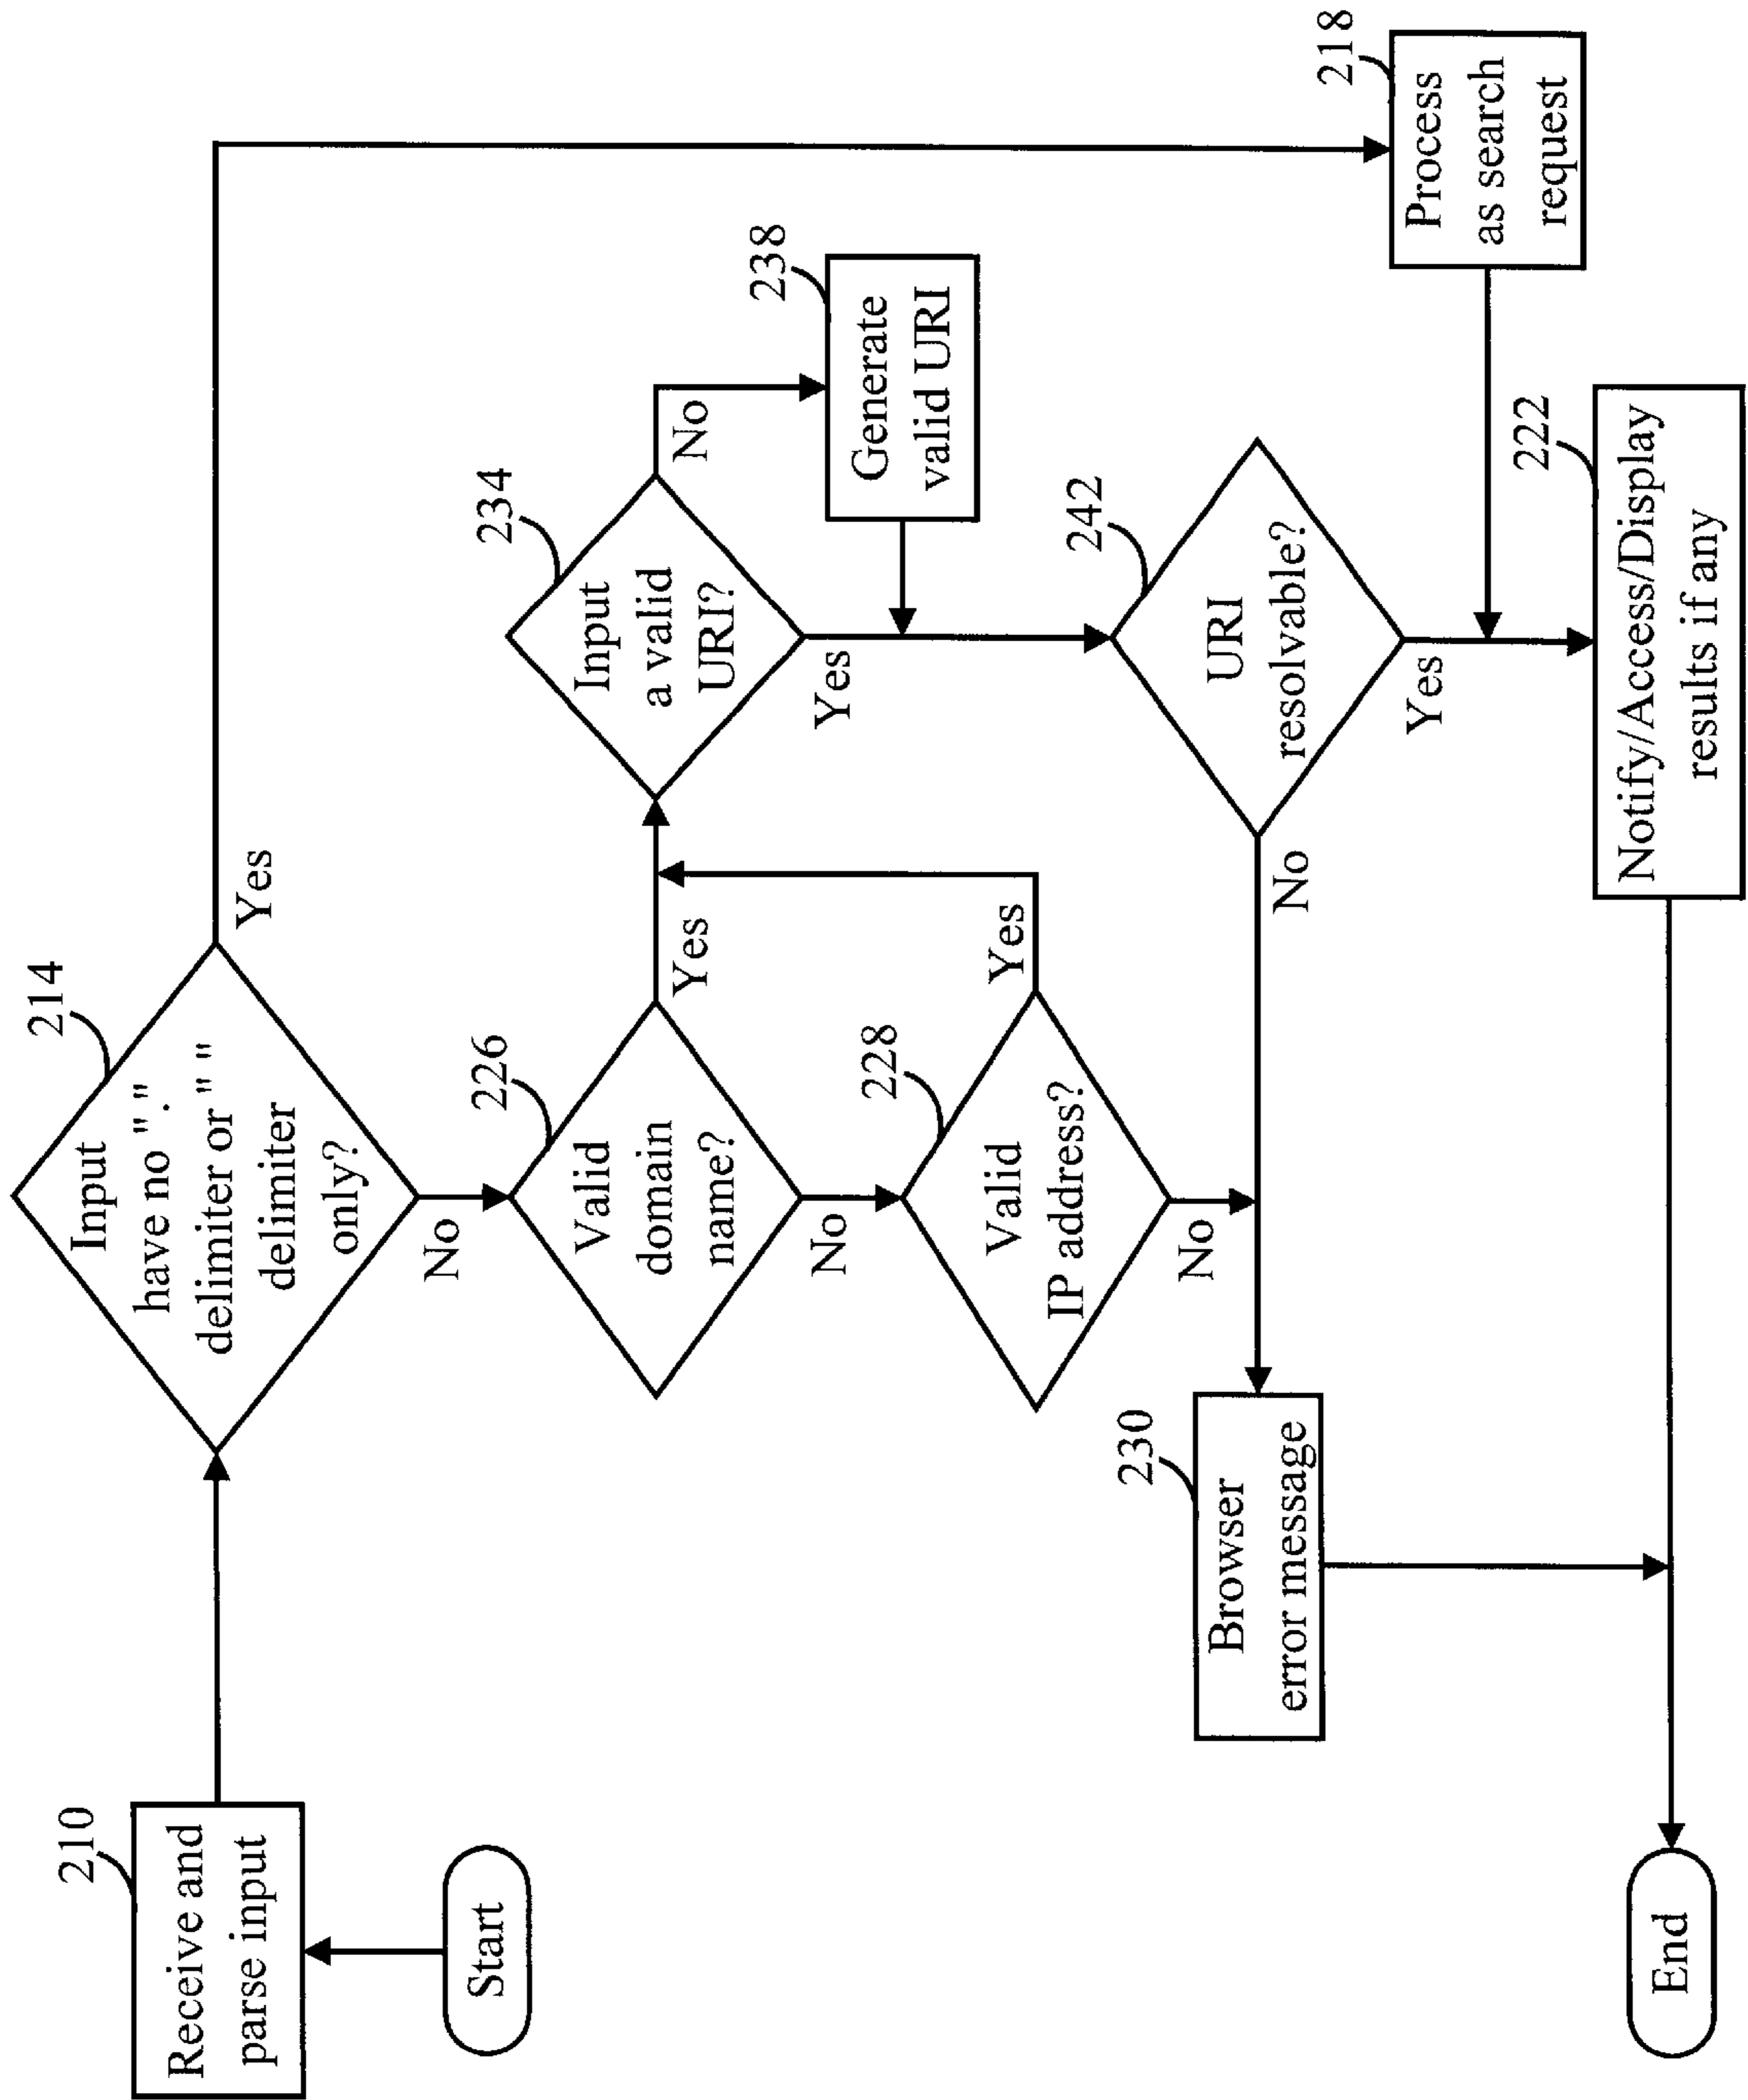 210
Receive and
parse input
Start
214
Input
have no "."
delimiter or " "
delimiter
only?
Yes
No
226
Valid
domain
name?
Yes
No
228
Valid
IP address?
Yes
No
234
Input
a valid
URI?
No
Yes
238
Generate
valid URI
242
URI
resolvable?
No
Yes
230
Browser
error message
218
Process
as search
request
222
Notify/Access/Display
results if any
End